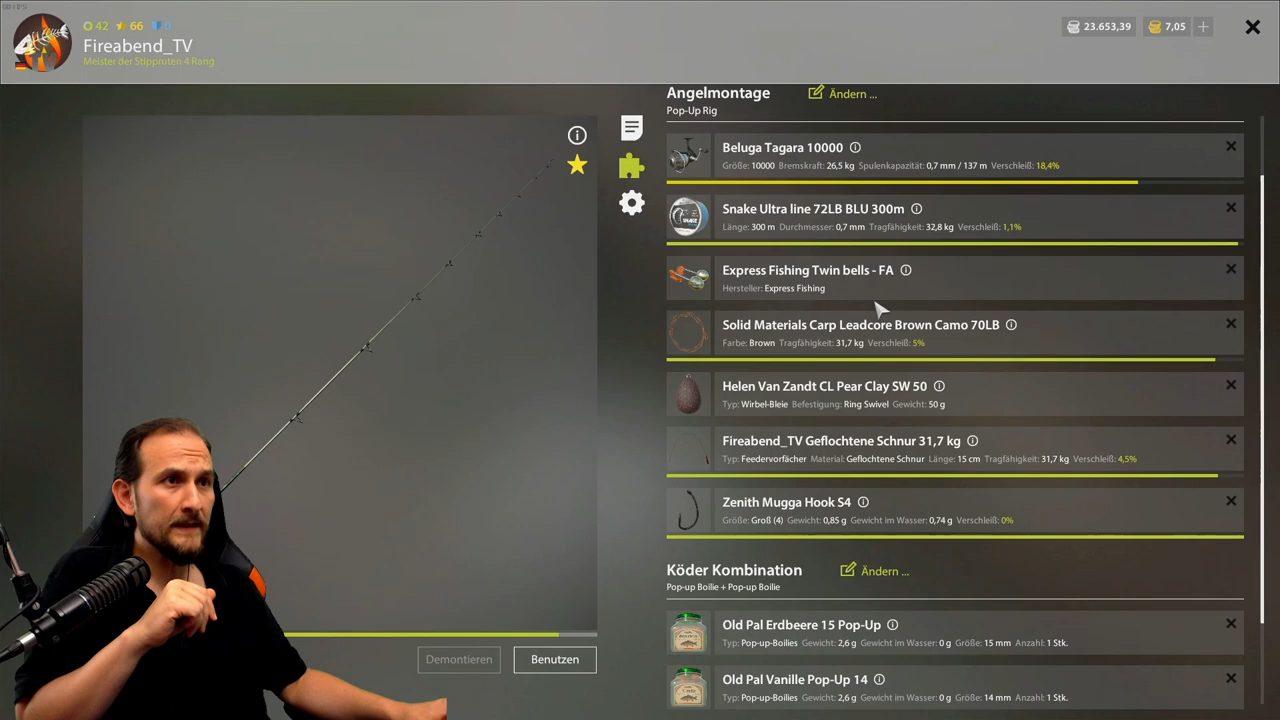 68 FPS
42 66 0
Fireabend_TV
Meister der Stippruten 4 Rang
23.653,39 7,05
Angelmontage Ändern ...
Pop-Up Rig
Beluga Tagara 10000
Größe: 10000 Bremskraft: 26,5 kg Spulenkapazität: 0,7 mm / 137 m Verschleiß: 18,4%
Snake Ultra line 72LB BLU 300m
Länge: 300 m Durchmesser: 0,7 mm Tragfähigkeit: 32,8 kg Verschleiß: 1,1%
Express Fishing Twin bells - FA
Hersteller: Express Fishing
Solid Materials Carp Leadcore Brown Camo 70LB
Farbe: Brown Tragfähigkeit: 31,7 kg Verschleiß: 5%
Helen Van Zandt CL Pear Clay SW 50
Typ: Wirbel-Bleie Befestigung: Ring Swivel Gewicht: 50 g
Fireabend_TV Geflochtene Schnur 31,7 kg
Typ: Feedervorfächer Material: Geflochtene Schnur Länge: 15 cm Tragfähigkeit: 31,7 kg Verschleiß: 4,5%
Zenith Mugga Hook S4
Größe: Groß (4) Gewicht: 0,85 g Gewicht im Wasser: 0,74 g Verschleiß: 0%
Köder Kombination Ändern ...
Pop-up Boilie + Pop-up Boilie
Old Pal Erdbeere 15 Pop-Up
Typ: Pop-up-Boilies Gewicht: 2,6 g Gewicht im Wasser: 0 g Größe: 15 mm Anzahl: 1 Stk.
Old Pal Vanille Pop-Up 14
Typ: Pop-up-Boilies Gewicht: 2,6 g Gewicht im Wasser: 0 g Größe: 14 mm Anzahl: 1 Stk.
Demontieren Benutzen